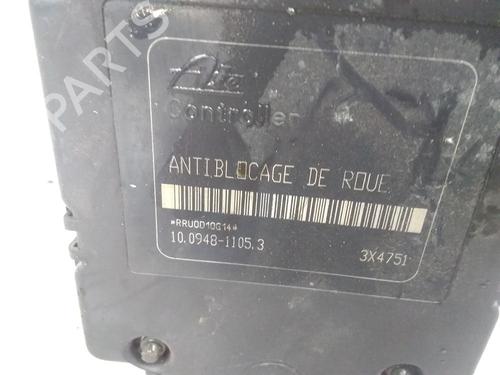 PARTS
Ate
Controller
ANTIBLOCAGE DE ROUE
*RRU0D10G14*
10.0948-1105.3 3X4751